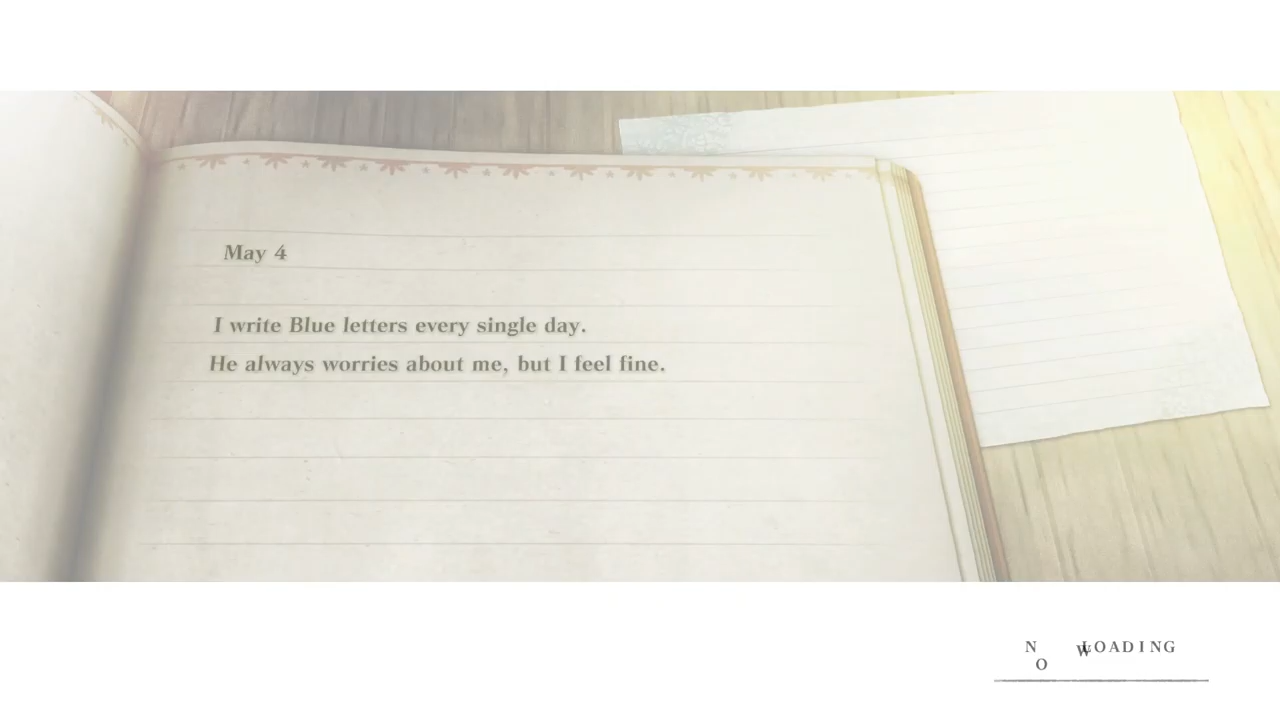 May 4
I write Blue letters every single day.
He always worries about me, but I feel fine.
NOW LOADING